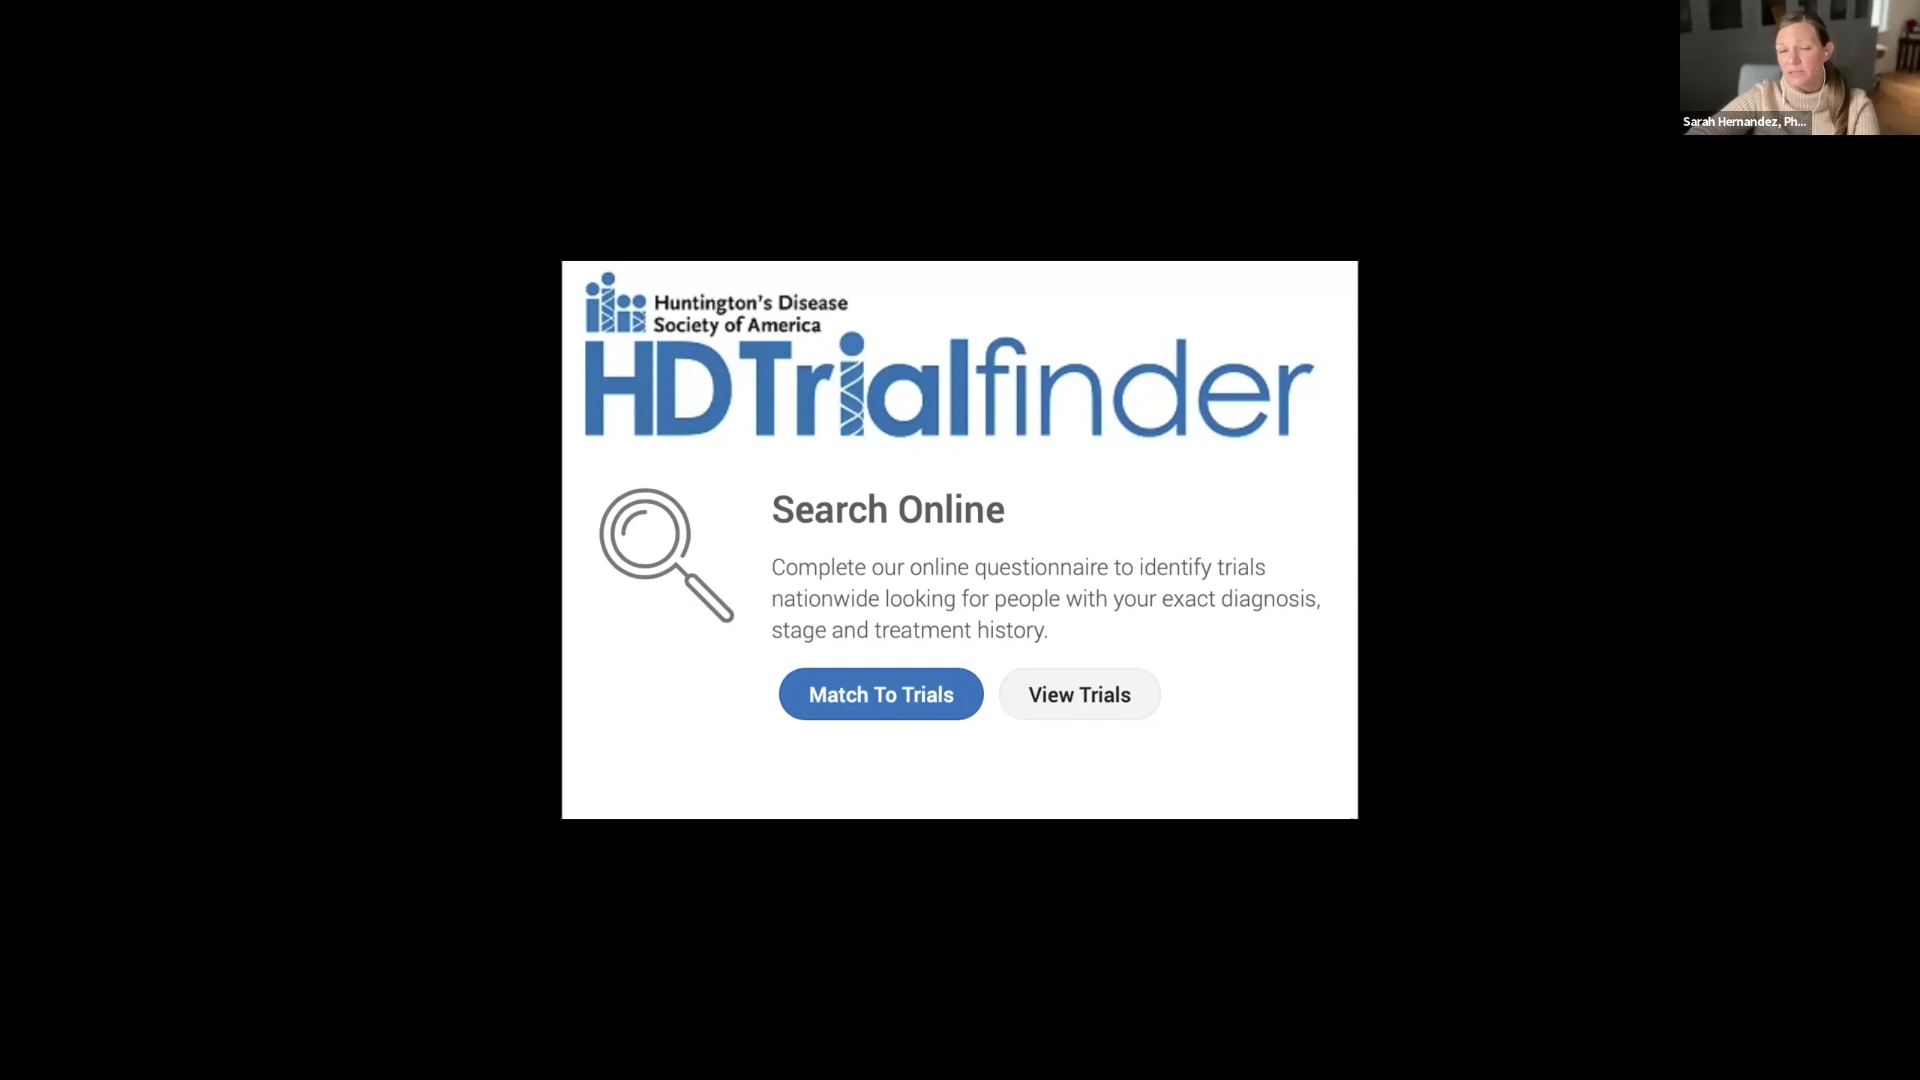 Sarah Hernandez, Ph...
Huntington's Disease
Society of America
HDTrialfinder
Search Online
Complete our online questionnaire to identify trials
nationwide looking for people with your exact diagnosis,
stage and treatment history.
Match To Trials
View Trials